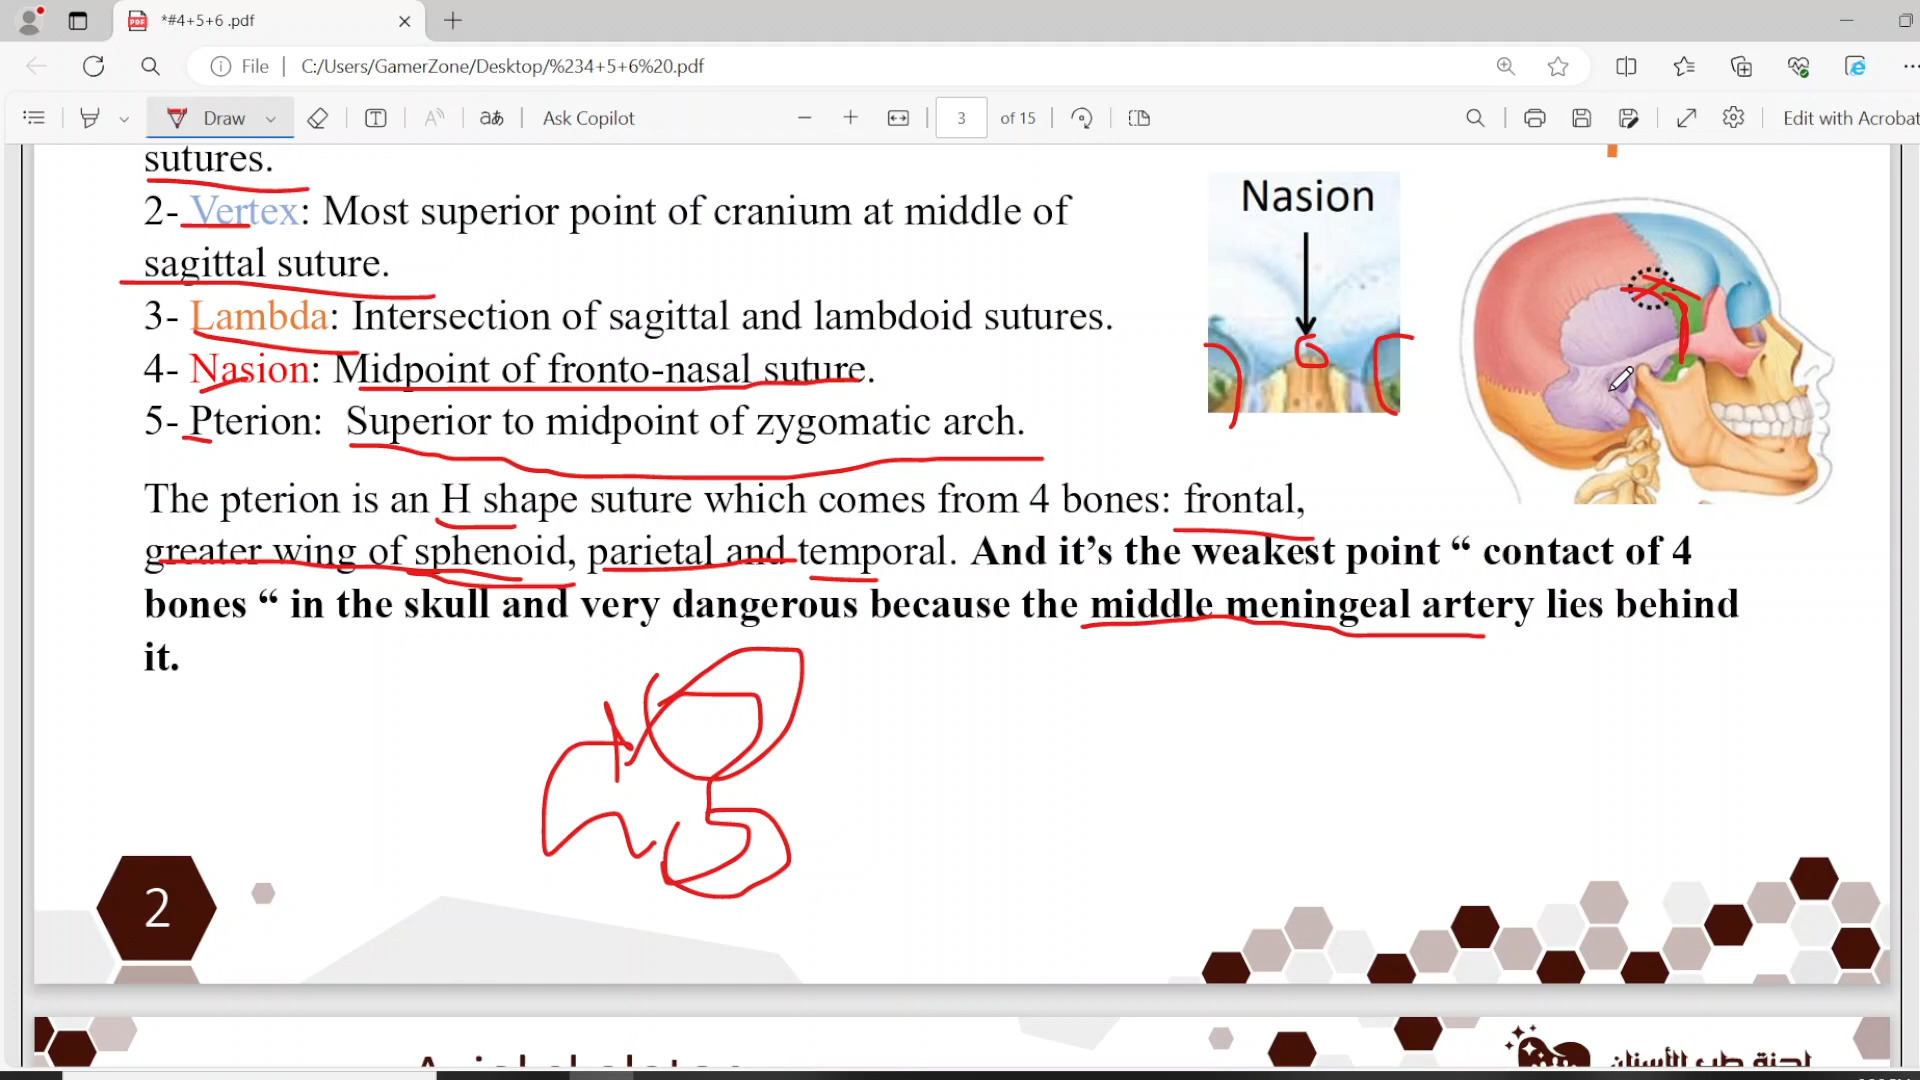 *#4+5+6 .pdf
File
C:/Users/GamerZone/Desktop/%234+5+6%20.pdf
Draw
Ask Copilot
3 of 15
Edit with Acrobat
sutures.
2- Vertex: Most superior point of cranium at middle of
sagittal suture.
3- Lambda: Intersection of sagittal and lambdoid sutures.
4- Nasion: Midpoint of fronto-nasal suture.
5- Pterion: Superior to midpoint of zygomatic arch.
The pterion is an H shape suture which comes from 4 bones: frontal,
greater wing of sphenoid, parietal and temporal. And it's the weakest point “ contact of 4
bones “ in the skull and very dangerous because the middle meningeal artery lies behind
it.
Nasion
2
لجنة طب الأسنان